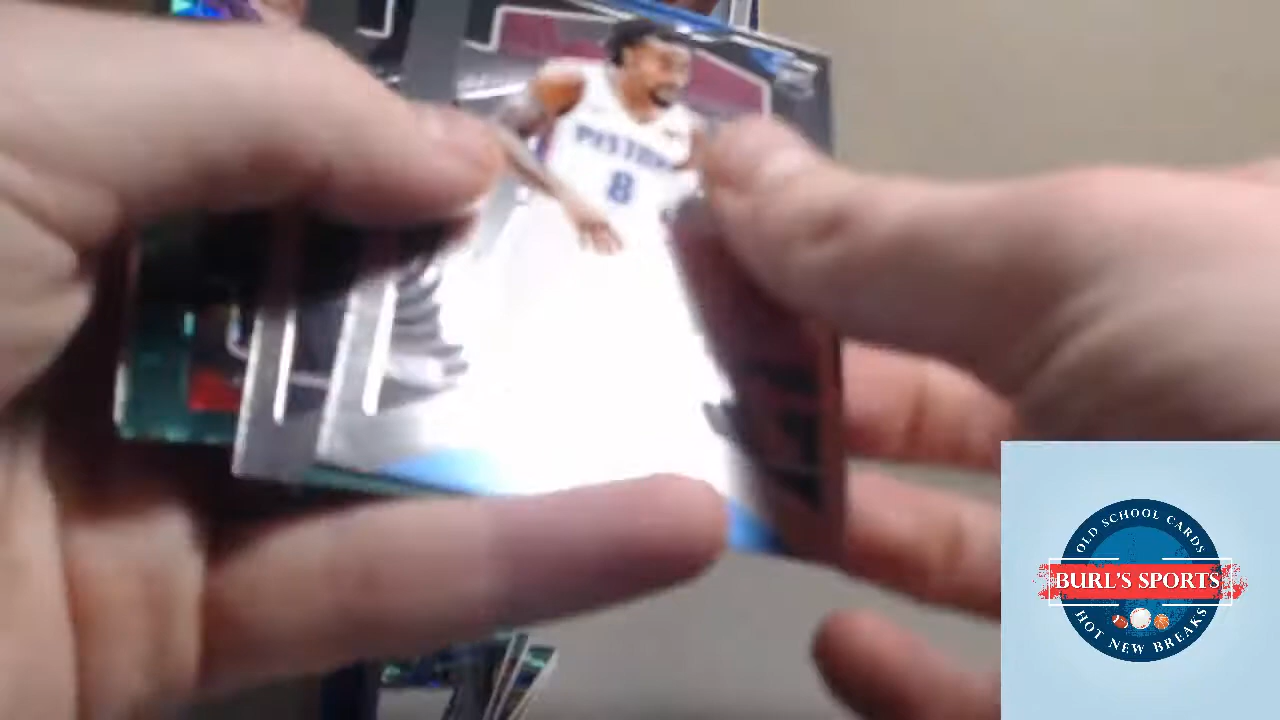 PISTONS
8
OLD SCHOOL CARDS
BURL'S SPORTS
HOT NEW BREAKS